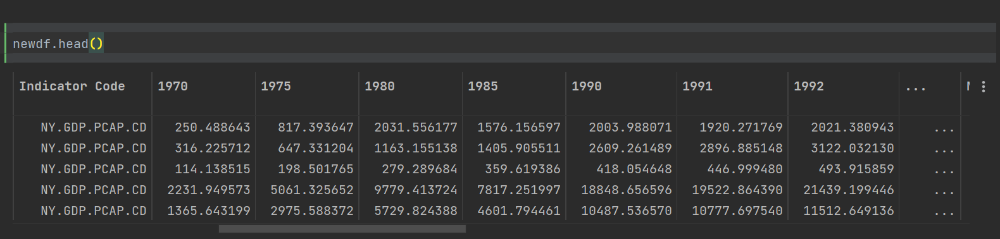 newdf.head()
Indicator Code 1970 1975 1980 1985 1990 1991 1992 ...
NY.GDP.PCAP.CD 250.488643 817.393647 2031.556177 1576.156597 2003.988071 1920.271769 2021.380943 ...
NY.GDP.PCAP.CD 316.225712 647.331204 1163.155138 1405.905511 2609.261489 2896.885148 3122.032130 ...
NY.GDP.PCAP.CD 114.138515 198.501765 279.289684 359.619386 418.054648 446.999480 493.915859 ...
NY.GDP.PCAP.CD 2231.949573 5061.325652 9779.413724 7817.251997 18848.656596 19522.864390 21439.199446 ...
NY.GDP.PCAP.CD 1365.643199 2975.588372 5729.824388 4601.794461 10487.536570 10777.697540 11512.649136 ...